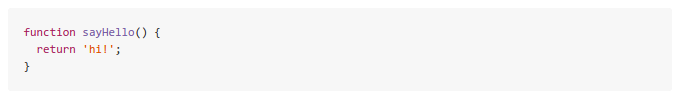 function sayHello() {
  return 'hi!';
}